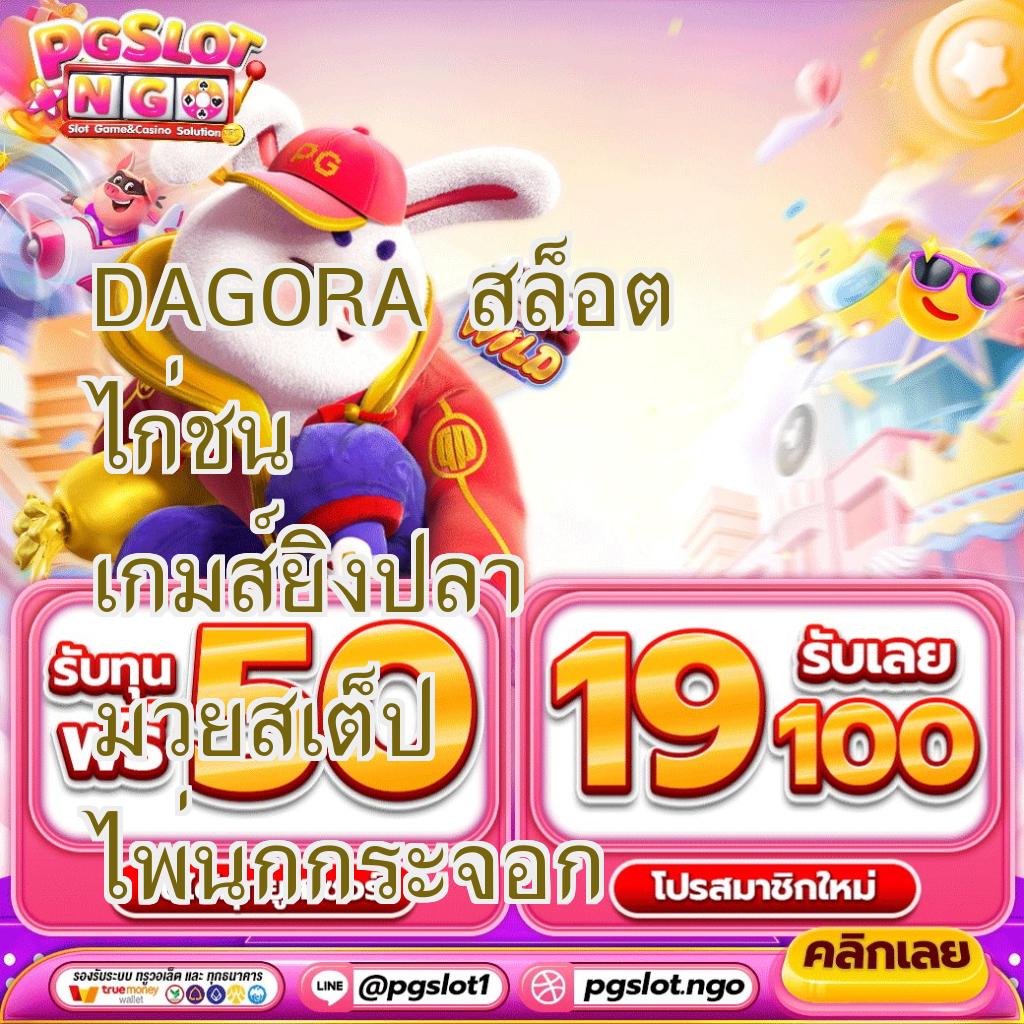 PGSLOT
NGO
Slot Game&Casino Solution
PG
WILD
DAGORA สล็อต
ไก่ชน
เกมส์ยิงปลา
มวยสเต็ป
ไพ่นกกระจอก
รับทุน
ฟรี
50
19
รับเลย
100
โปรสมาชิกใหม่
คลิกเลย
รองรับระบบ ทรูวอเล็ต และ ทุกธนาคาร
truemoney
wallet
LINE
@pgslot1
pgslot.ngo